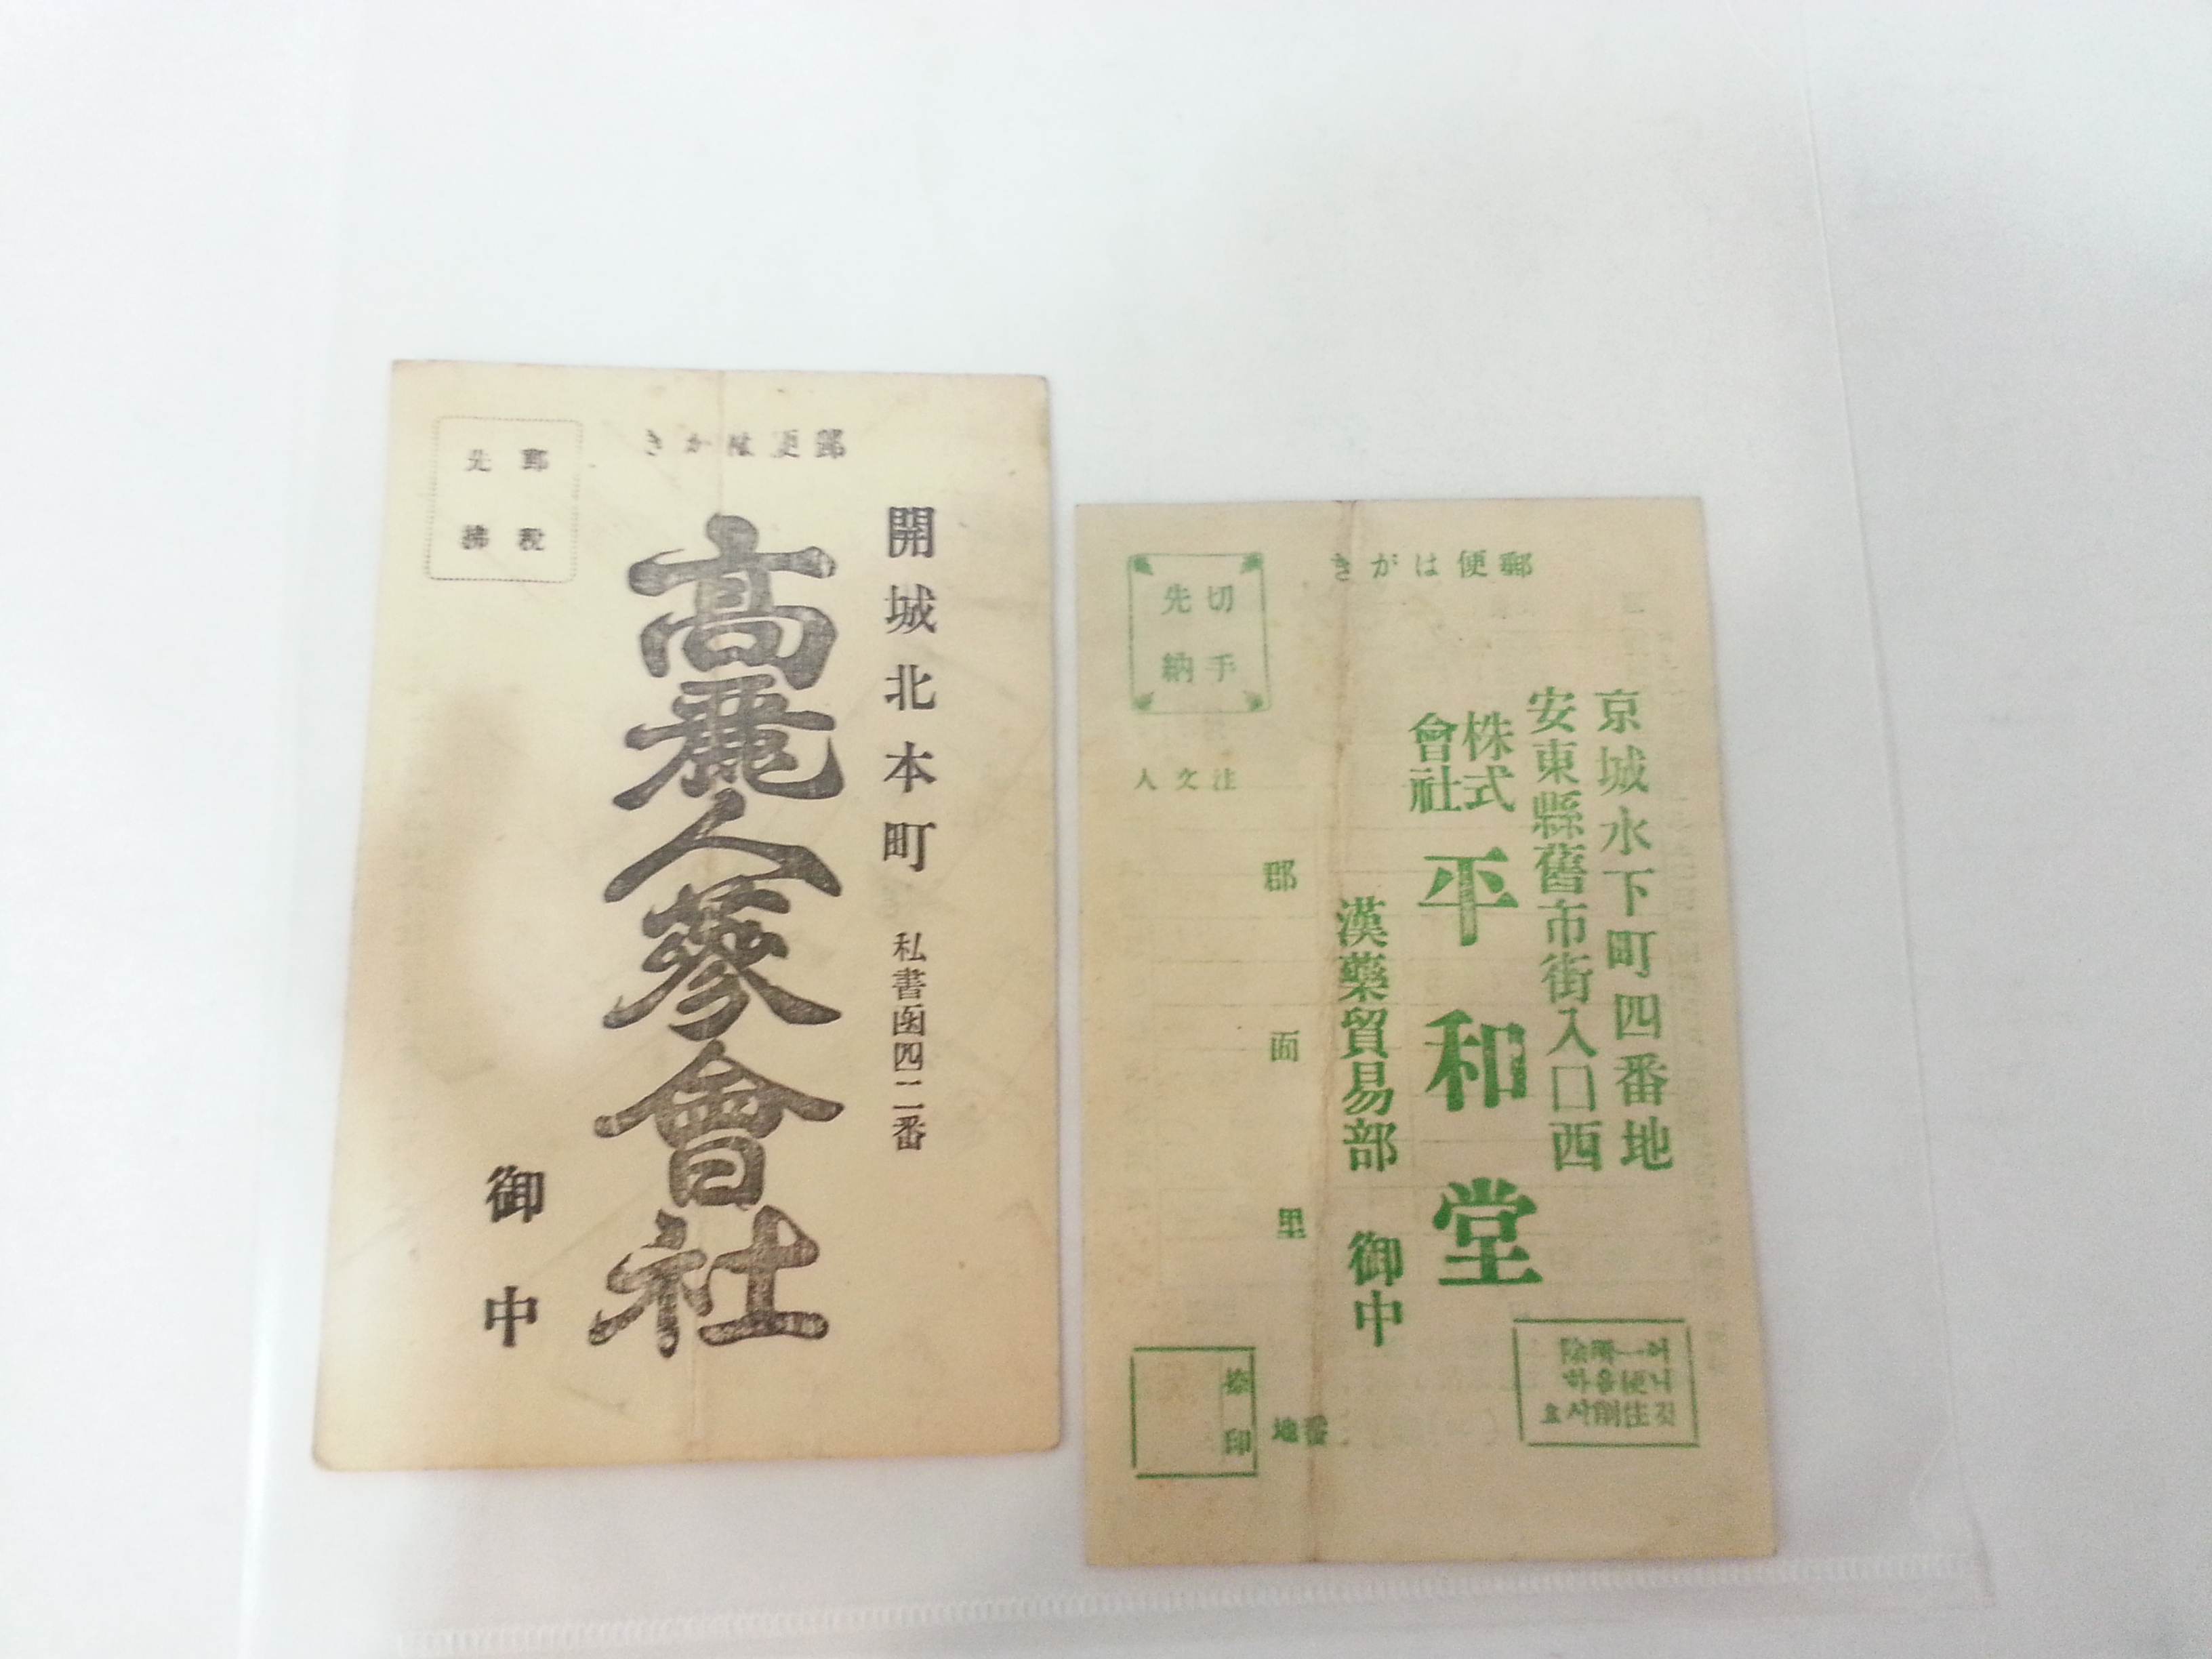 郵便はかき
郵税
先拂
開城北本町 私書函四二番
高麗人蔘會社
御中
郵便はがき
切手
先納
京城水下町四番地
安東縣舊市街入口西
株式
會社
平和堂
漢藥貿易部 御中
注文人
郡 面 里
番地
捺印